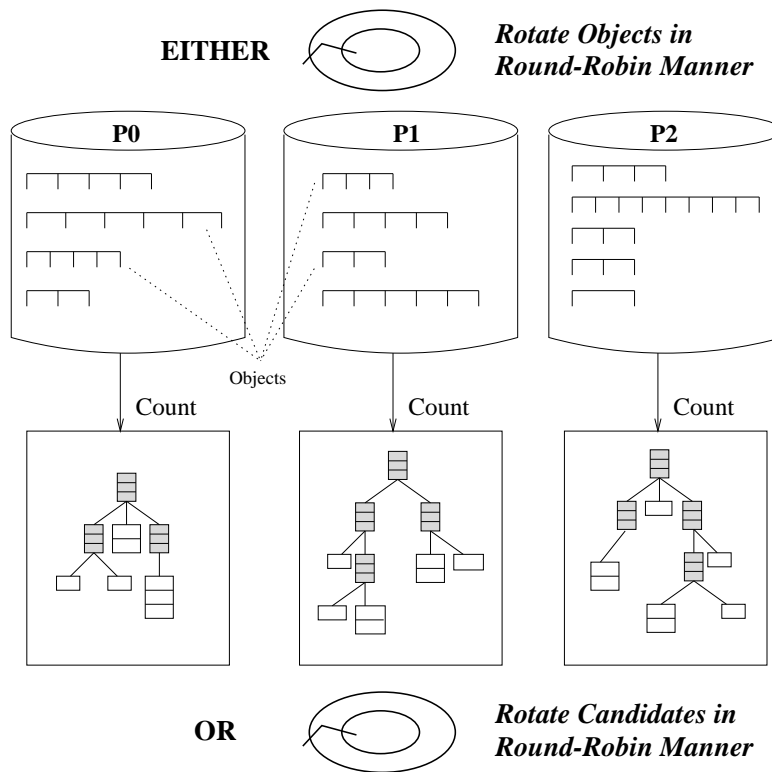 EITHER
Rotate Objects in
Round-Robin Manner
P0
P1
P2
Objects
Count
Count
Count
OR
Rotate Candidates in
Round-Robin Manner